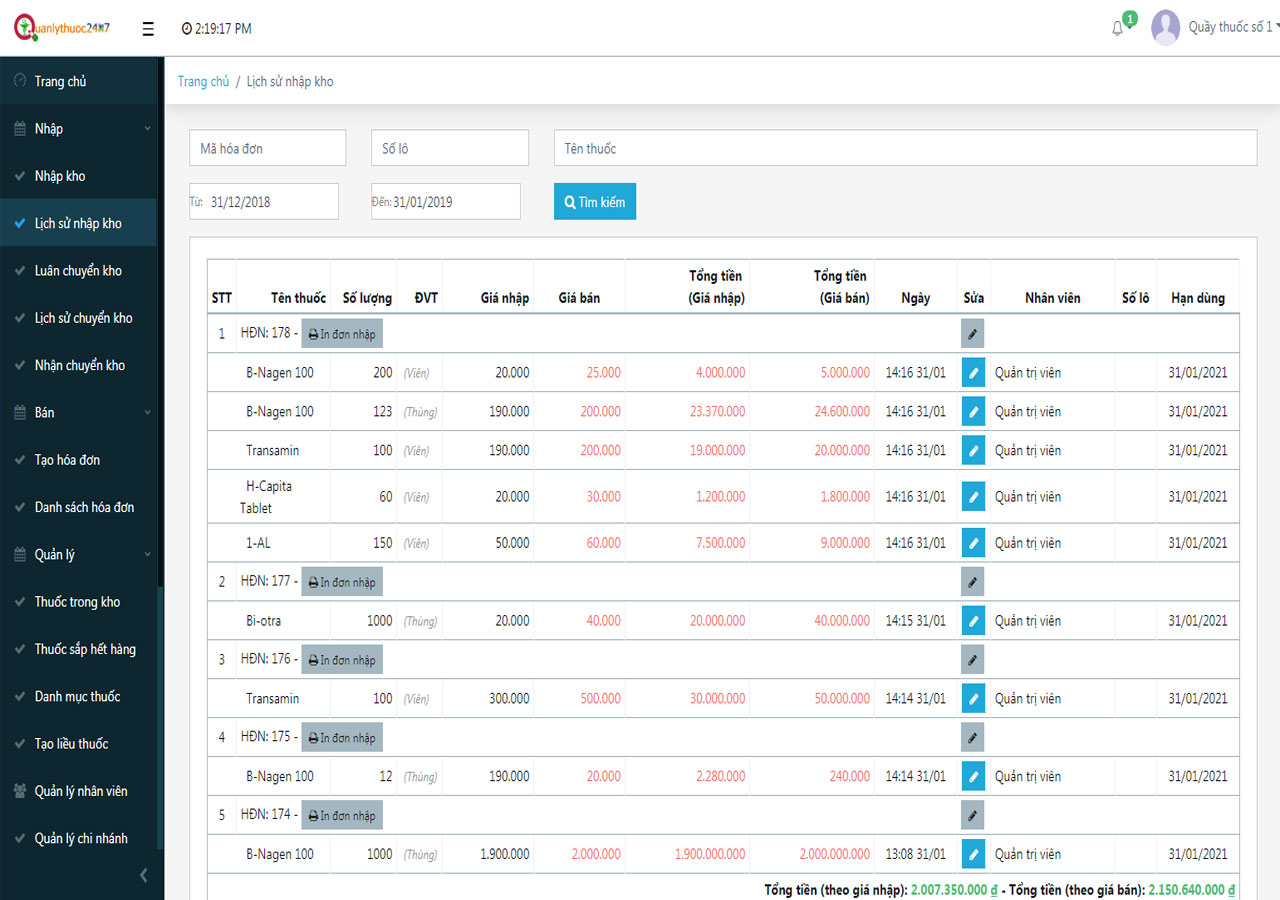 Quanlythuoc24h7
2:19:17 PM
1
Quầy thuốc số 1
Trang chủ
Nhập
Nhập kho
Lịch sử nhập kho
Luân chuyển kho
Lịch sử chuyển kho
Nhận chuyển kho
Bán
Tạo hóa đơn
Danh sách hóa đơn
Quản lý
Thuốc trong kho
Thuốc sắp hết hàng
Danh mục thuốc
Tạo liều thuốc
Quản lý nhân viên
Quản lý chi nhánh
Trang chủ / Lịch sử nhập kho
Mã hóa đơn Số lô Tên thuốc
Từ: 31/12/2018 Đến: 31/01/2019 Tìm kiếm
STT Tên thuốc Số lượng ĐVT Giá nhập Giá bán Tổng tiền (Giá nhập) Tổng tiền (Giá bán) Ngày Sửa Nhân viên Số lô Hạn dùng
1 HĐN: 178 - In đơn nhập
B-Nagen 100 200 (Viên) 20.000 25.000 4.000.000 5.000.000 14:16 31/01 Quản trị viên 31/01/2021
B-Nagen 100 123 (Thùng) 190.000 200.000 23.370.000 24.600.000 14:16 31/01 Quản trị viên 31/01/2021
Transamin 100 (Viên) 190.000 200.000 19.000.000 20.000.000 14:16 31/01 Quản trị viên 31/01/2021
H-Capita Tablet 60 (Viên) 20.000 30.000 1.200.000 1.800.000 14:16 31/01 Quản trị viên 31/01/2021
1-AL 150 (Viên) 50.000 60.000 7.500.000 9.000.000 14:16 31/01 Quản trị viên 31/01/2021
2 HĐN: 177 - In đơn nhập
Bi-otra 1000 (Thùng) 20.000 40.000 20.000.000 40.000.000 14:15 31/01 Quản trị viên 31/01/2021
3 HĐN: 176 - In đơn nhập
Transamin 100 (Viên) 300.000 500.000 30.000.000 50.000.000 14:14 31/01 Quản trị viên 31/01/2021
4 HĐN: 175 - In đơn nhập
B-Nagen 100 12 (Thùng) 190.000 20.000 2.280.000 240.000 14:14 31/01 Quản trị viên 31/01/2021
5 HĐN: 174 - In đơn nhập
B-Nagen 100 1000 (Thùng) 1.900.000 2.000.000 1.900.000.000 2.000.000.000 13:08 31/01 Quản trị viên 31/01/2021
Tổng tiền (theo giá nhập): 2.007.350.000 đ - Tổng tiền (theo giá bán): 2.150.640.000 đ